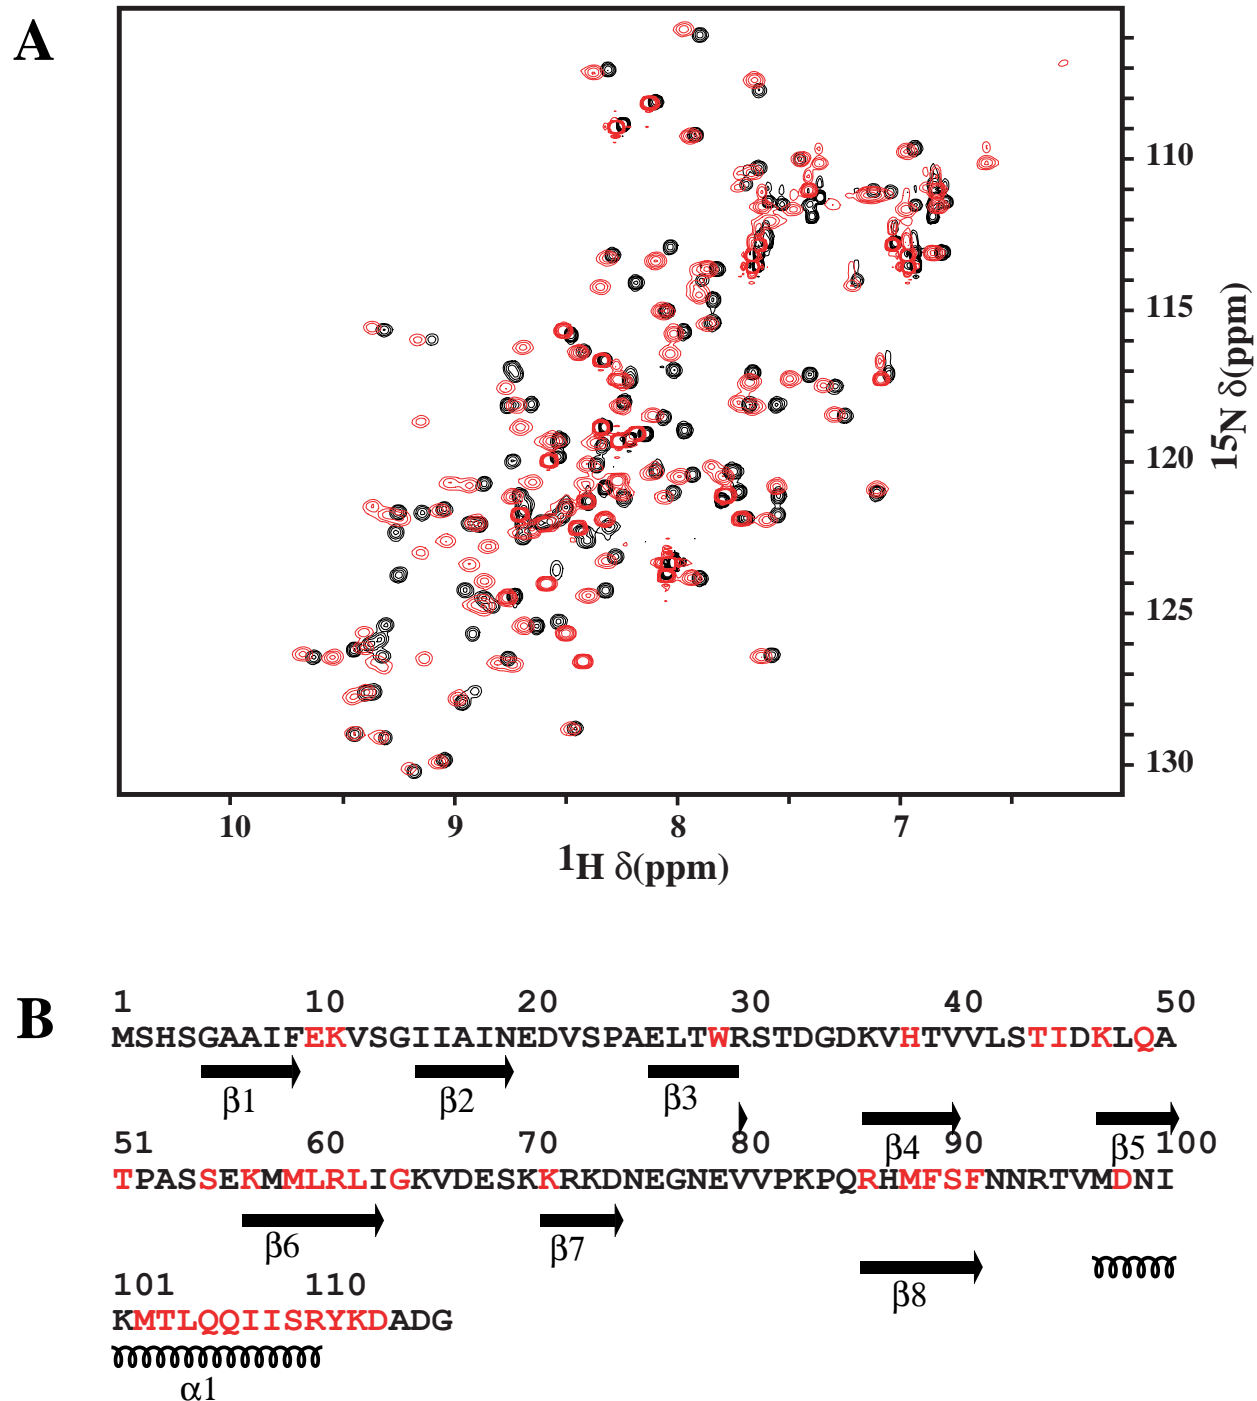 A
110
115
120
125
130
15N δ(ppm)
10 9 8 7
1H δ(ppm)
B
1 10 20 30 40 50
MSHSGAAIFEKVSGIIAINEDVSPAELTWRSTDGDKVHTVVLSTIDKLQA
β1 β2 β3 β4 β5
51 60 70 80 90 100
TPASSEKMMLRLIGKVDESKKRKDNEGNEVVPKPQRHMFSFNNRTVMDNI
β6 β7 β8
101 110
KMTLQQIISRYKDADG
α1